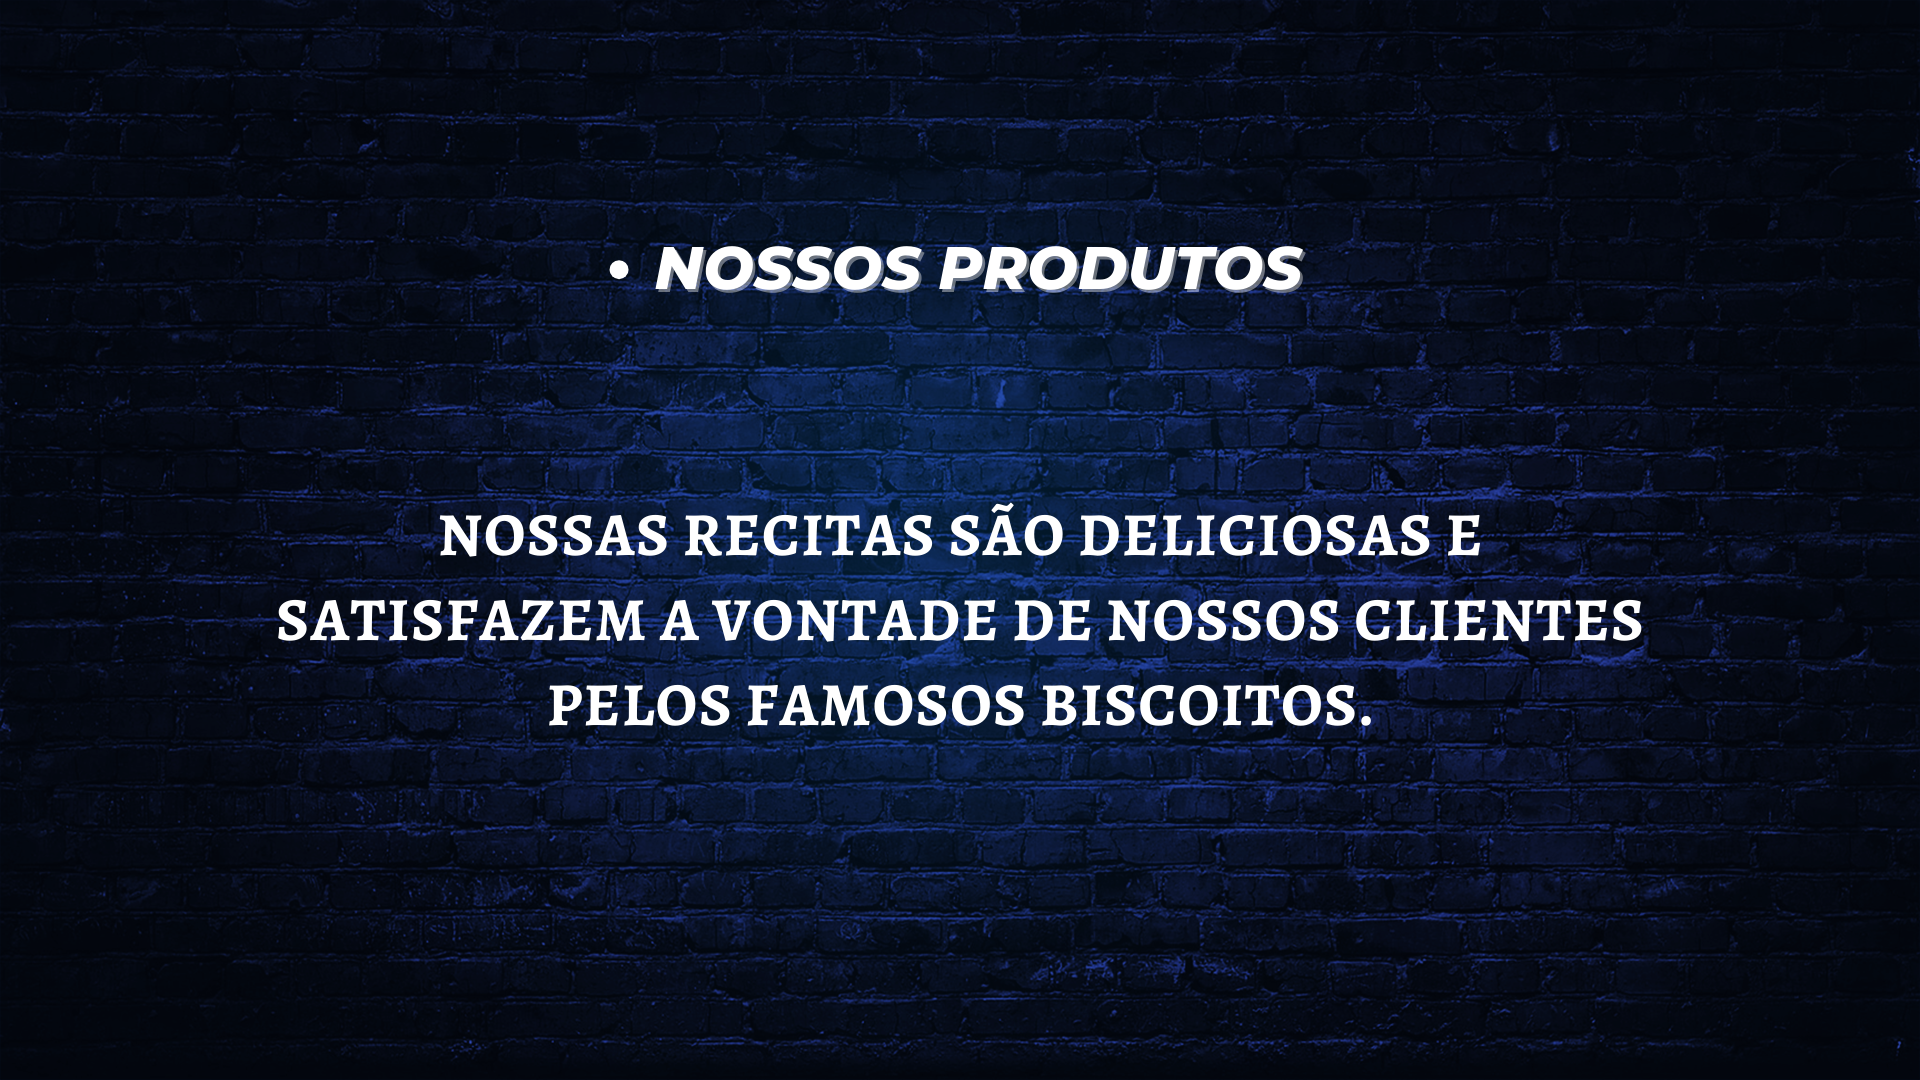 • NOSSOS PRODUTOS
NOSSAS RECITAS SÃO DELICIOSAS E
SATISFAZEM A VONTADE DE NOSSOS CLIENTES
PELOS FAMOSOS BISCOITOS.